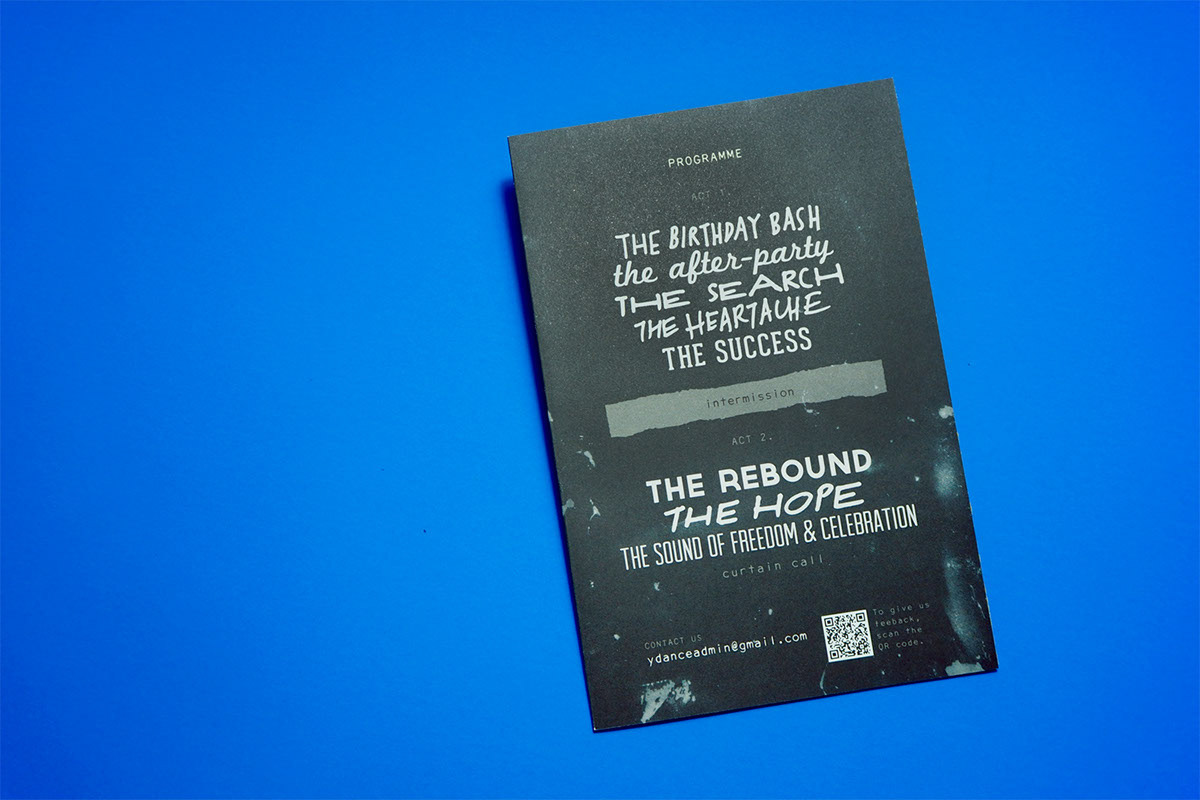 PROGRAMME
ACT 1.
THE BIRTHDAY BASH
the after-party
THE SEARCH
THE HEARTACHE
THE SUCCESS
intermission
ACT 2.
THE REBOUND
THE HOPE
THE SOUND OF FREEDOM & CELEBRATION
curtain call
CONTACT US
ydanceadmin@gmail.com
To give us
feeback,
scan the
QR code.